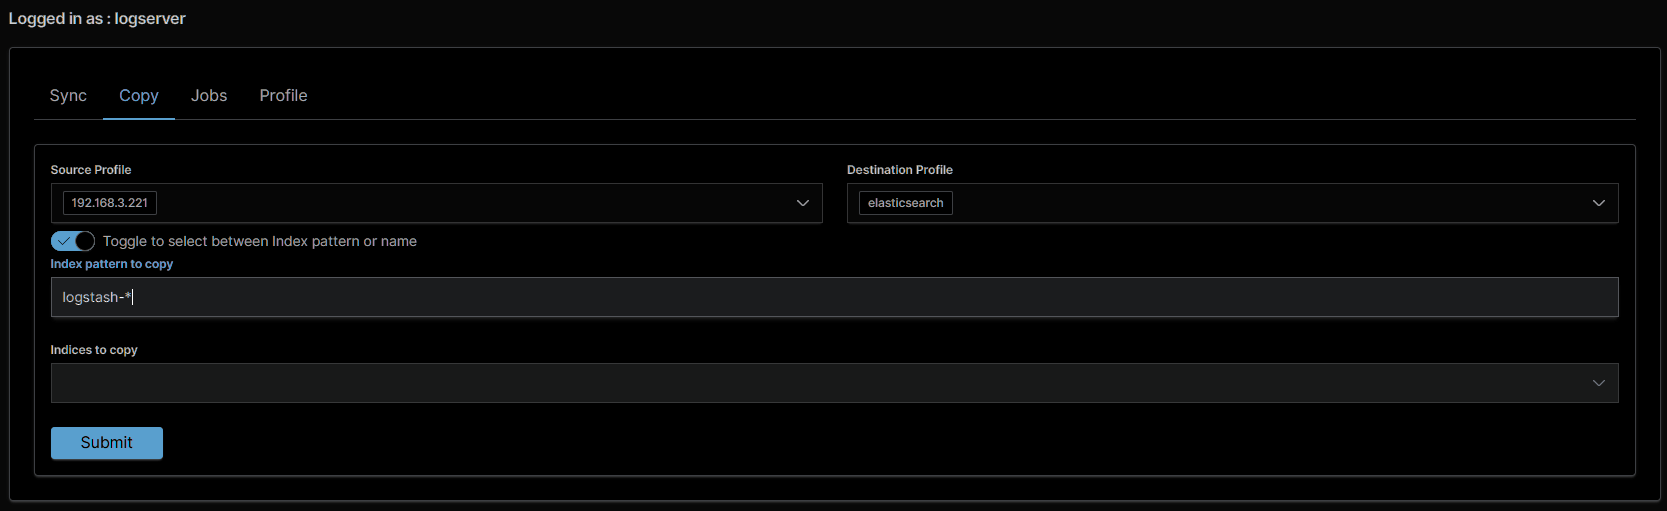 Logged in as : logserver
Sync Copy Jobs Profile
Source Profile Destination Profile
192.168.3.221 elasticsearch
Toggle to select between Index pattern or name
Index pattern to copy
logstash-*
Indices to copy
Submit